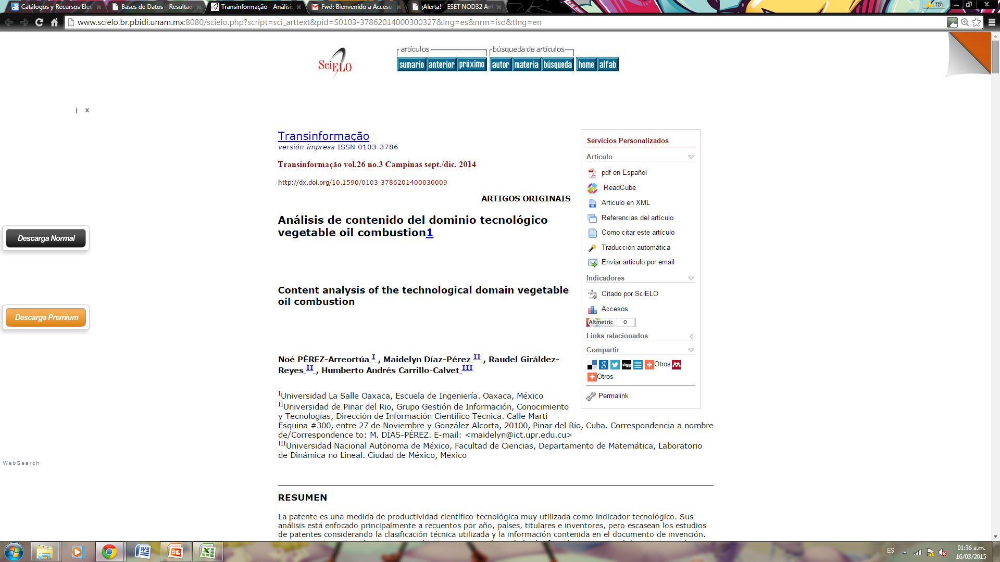 Catálogos y Recursos Elec
Bases de Datos - Resultad
Transinformação - Análisis
Fwd: Bienvenido a Acceso
¡Alerta! - ESET NOD32 Ant
Tú
www.scielo.br.pbidi.unam.mx:8080/scielo.php?script=sci_arttext&pid=S0103-37862014000300327&lng=es&nrm=iso&tlng=en
SciELO
artículos
búsqueda de artículos
sumario anterior próximo autor materia búsqueda home alfab
i x
Descarga Normal
Descarga Premium
WebSearch
Transinformação
versión impresa ISSN 0103-3786
Transinformação vol.26 no.3 Campinas sept./dic. 2014
http://dx.doi.org/10.1590/0103-3786201400030009
ARTIGOS ORIGINAIS
Análisis de contenido del dominio tecnológico
vegetable oil combustion1
Content analysis of the technological domain vegetable
oil combustion
Noé PÉREZ-Arreortúa I , Maidelyn Díaz-Pérez II , Raudel Giráldez-
Reyes II , Humberto Andrés Carrillo-Calvet III
IUniversidad La Salle Oaxaca, Escuela de Ingeniería. Oaxaca, México
IIUniversidad de Pinar del Rio, Grupo Gestión de Información, Conocimiento
y Tecnologías, Dirección de Información Científico Técnica. Calle Martí
Esquina #300, entre 27 de Noviembre y González Alcorta, 20100, Pinar del Río, Cuba. Correspondencia a nombre
de/Correspondence to: M. DÍAS-PÉREZ. E-mail: <maidelyn@ict.upr.edu.cu>
IIIUniversidad Nacional Autónoma de México, Facultad de Ciencias, Departamento de Matemática, Laboratorio
de Dinámica no Lineal. Ciudad de México, México
RESUMEN
La patente es una medida de productividad científico-tecnológica muy utilizada como indicador tecnológico. Sus
análisis está enfocado principalmente a recuentos por año, países, titulares e inventores, pero escasean los estudios
de patentes considerando la clasificación técnica utilizada y la información contenida en el documento de invención.
Servicios Personalizados
Articulo
pdf en Español
ReadCube
Articulo en XML
Referencias del artículo
Como citar este artículo
Traducción automática
Enviar articulo por email
Indicadores
Citado por SciELO
Accesos
Altmetric 0
Links relacionados
Compartir
digg
Otros
Otros
Permalink
ES
01:36 a.m.
16/03/2015